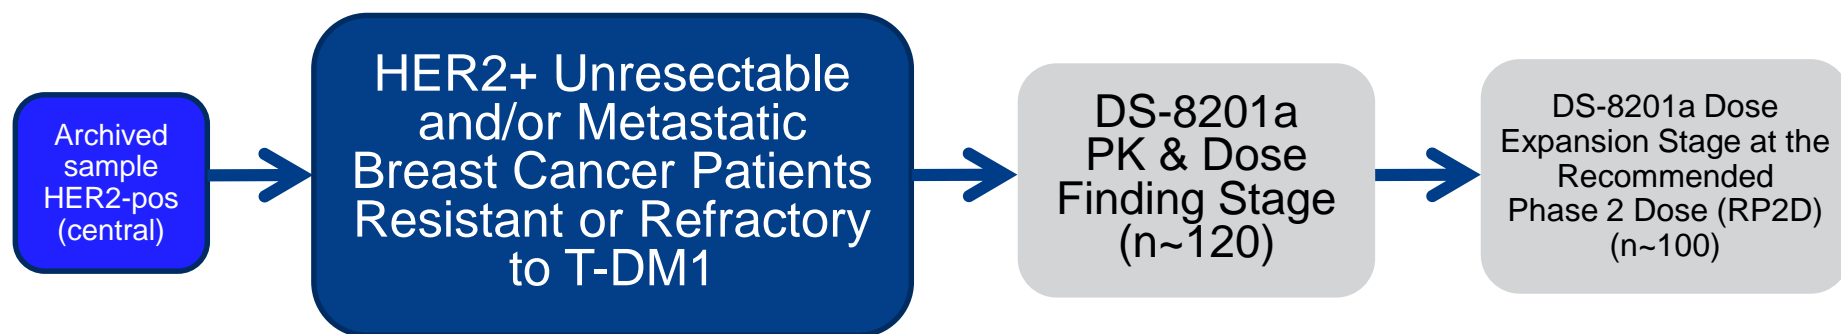 Archived
sample
HER2-pos
(central)
HER2+ Unresectable
and/or Metastatic
Breast Cancer Patients
Resistant or Refractory
to T-DM1
DS-8201a
PK & Dose
Finding Stage
(n~120)
DS-8201a Dose
Expansion Stage at the
Recommended
Phase 2 Dose (RP2D)
(n~100)